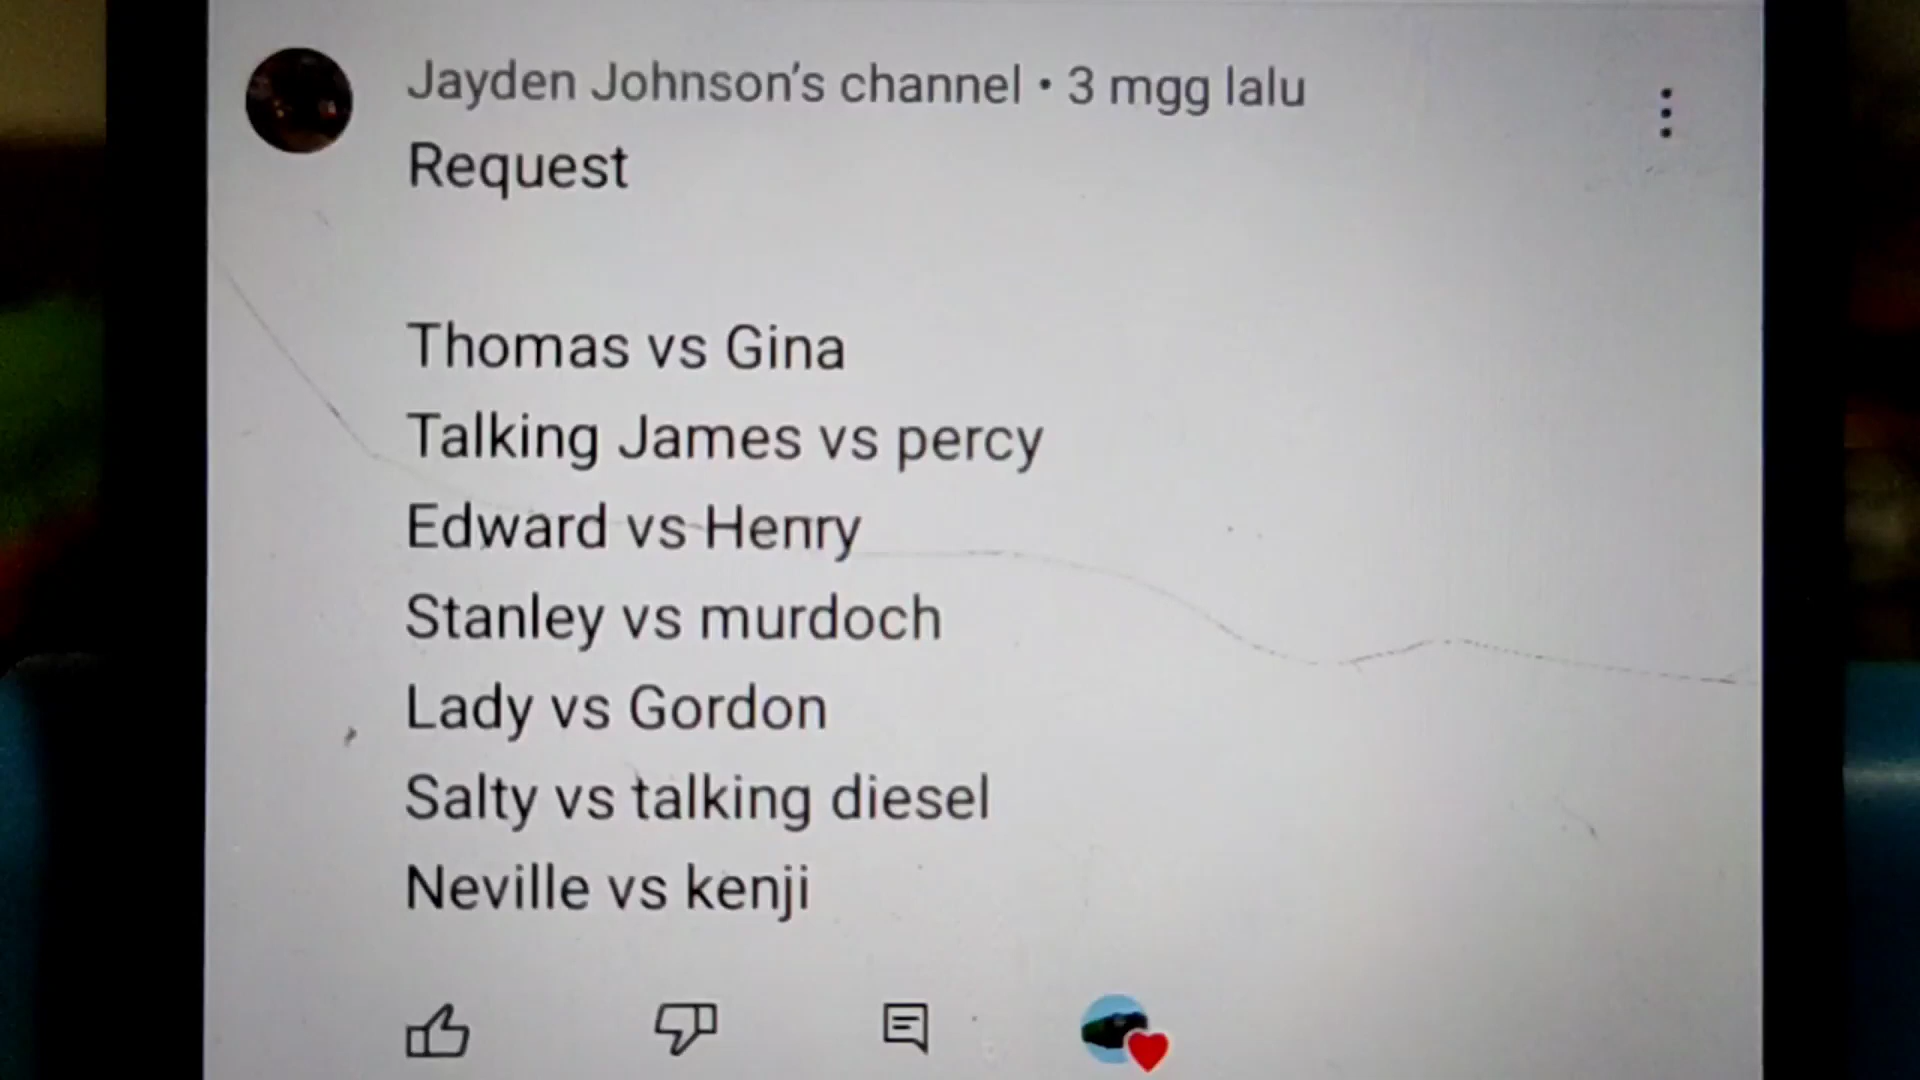 Jayden Johnson's channel • 3 mgg lalu
Request
Thomas vs Gina
Talking James vs percy
Edward vs Henry
Stanley vs murdoch
Lady vs Gordon
Salty vs talking diesel
Neville vs kenji